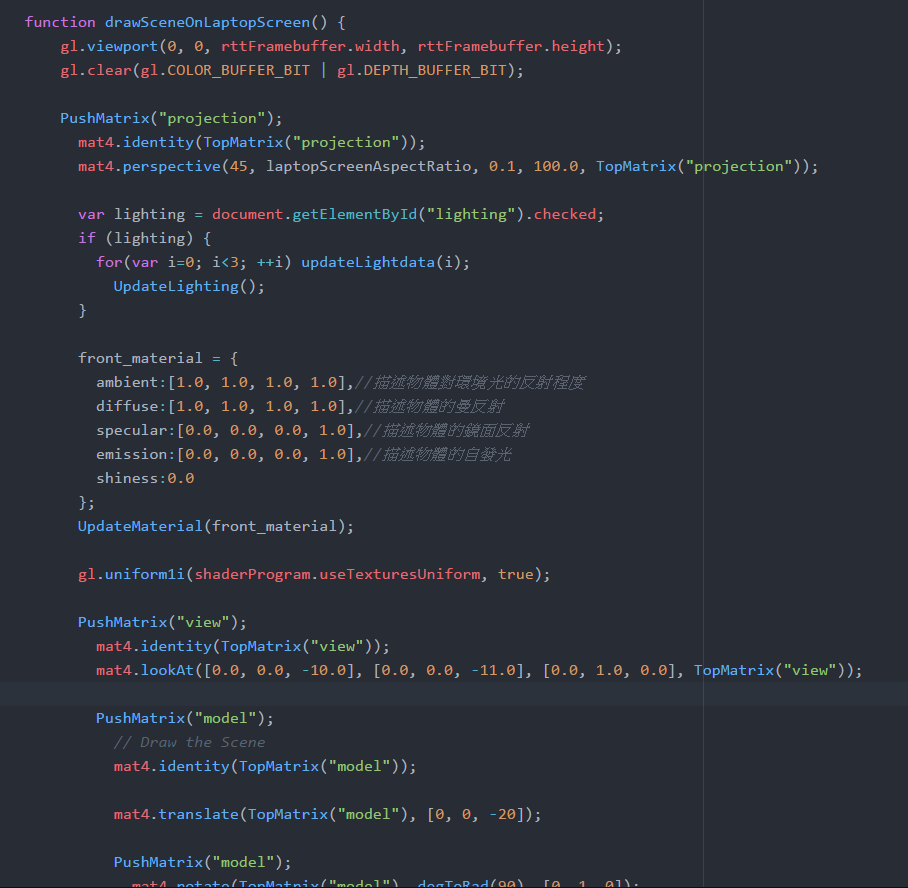 function drawSceneOnLaptopScreen() {
gl.viewport(0, 0, rttFramebuffer.width, rttFramebuffer.height);
gl.clear(gl.COLOR_BUFFER_BIT | gl.DEPTH_BUFFER_BIT);
PushMatrix("projection");
mat4.identity(TopMatrix("projection"));
mat4.perspective(45, laptopScreenAspectRatio, 0.1, 100.0, TopMatrix("projection"));
var lighting = document.getElementById("lighting").checked;
if (lighting) {
for(var i=0; i<3; ++i) updateLightdata(i);
UpdateLighting();
}
front_material = {
ambient:[1.0, 1.0, 1.0, 1.0],//描述物體對環境光的反射程度
diffuse:[1.0, 1.0, 1.0, 1.0],//描述物體的曼反射
specular:[0.0, 0.0, 0.0, 1.0],//描述物體的鏡面反射
emission:[0.0, 0.0, 0.0, 1.0],//描述物體的自發光
shiness:0.0
};
UpdateMaterial(front_material);
gl.uniform1i(shaderProgram.useTexturesUniform, true);
PushMatrix("view");
mat4.identity(TopMatrix("view"));
mat4.lookAt([0.0, 0.0, -10.0], [0.0, 0.0, -11.0], [0.0, 1.0, 0.0], TopMatrix("view"));
PushMatrix("model");
// Draw the Scene
mat4.identity(TopMatrix("model"));
mat4.translate(TopMatrix("model"), [0, 0, -20]);
PushMatrix("model");
mat4.rotate(TopMatrix("model"), degToRad(90), [0, 1, 0]);